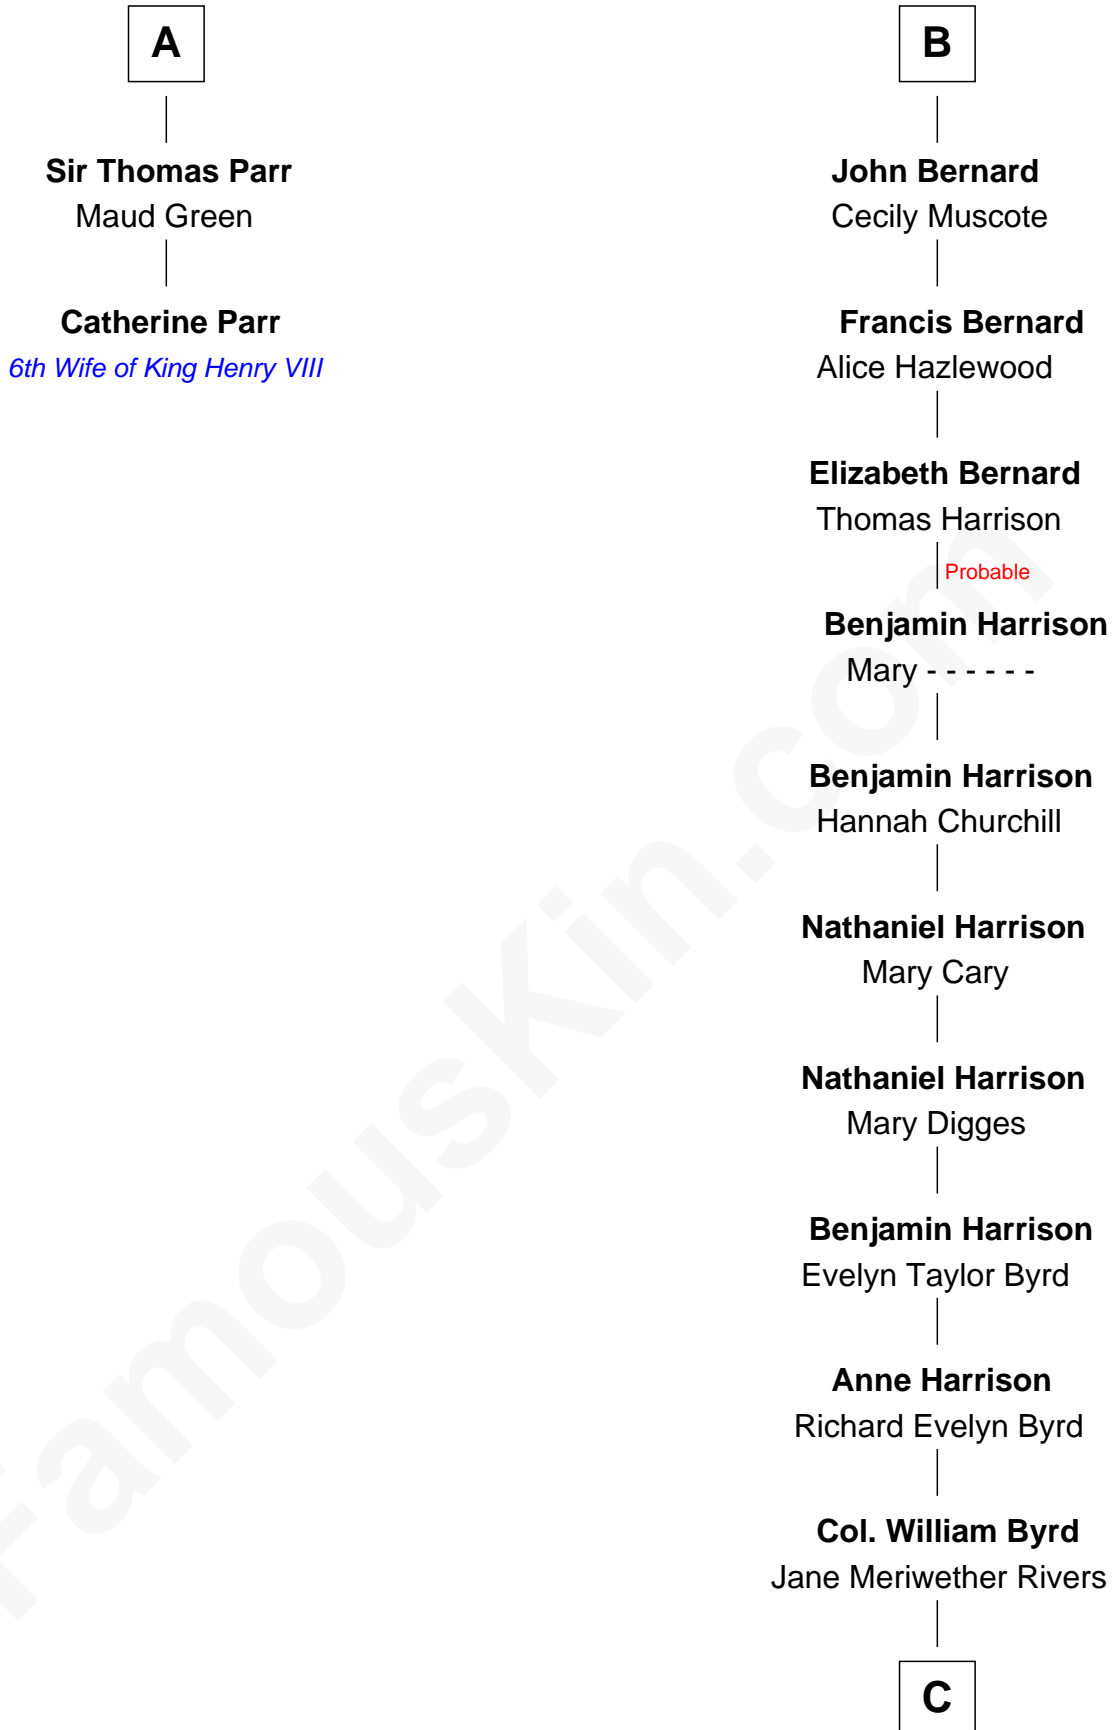 A
Sir Thomas Parr
Maud Green
Catherine Parr
6th Wife of King Henry VIII
B
John Bernard
Cecily Muscote
Francis Bernard
Alice Hazlewood
Elizabeth Bernard
Thomas Harrison
Probable
Benjamin Harrison
Mary - - - - - -
Benjamin Harrison
Hannah Churchill
Nathaniel Harrison
Mary Cary
Nathaniel Harrison
Mary Digges
Benjamin Harrison
Evelyn Taylor Byrd
Anne Harrison
Richard Evelyn Byrd
Col. William Byrd
Jane Meriwether Rivers
C
FamousKin.com